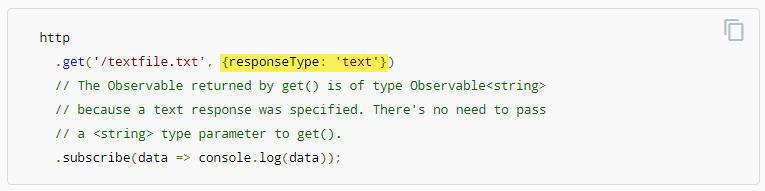 http
.get('/textfile.txt', {responseType: 'text'})
// The Observable returned by get() is of type Observable<string>
// because a text response was specified. There's no need to pass
// a <string> type parameter to get().
.subscribe(data => console.log(data));